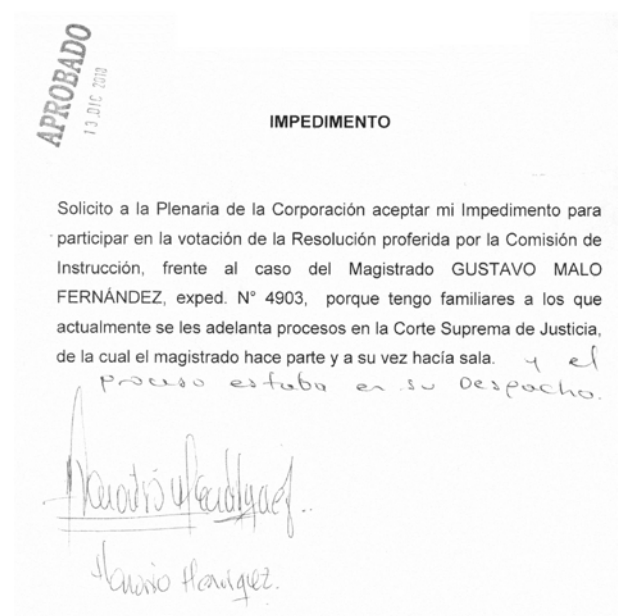 APROBADO
13 DIC 2018
IMPEDIMENTO
Solicito a la Plenaria de la Corporación aceptar mi Impedimento para
participar en la votación de la Resolución proferida por la Comisión de
Instrucción, frente al caso del Magistrado GUSTAVO MALO
FERNÁNDEZ, exped. N° 4903, porque tengo familiares a los que
actualmente se les adelanta procesos en la Corte Suprema de Justicia,
de la cual el magistrado hace parte y a su vez hacía sala. y el
proceso estaba en su Despacho.